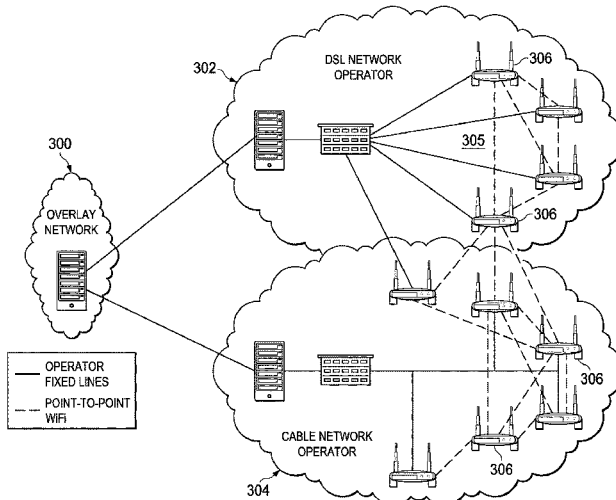 302
DSL NETWORK
OPERATOR
306
300
305
OVERLAY
NETWORK
306
OPERATOR
FIXED LINES
POINT-TO-POINT
WiFi
306
CABLE NETWORK
OPERATOR
306
304